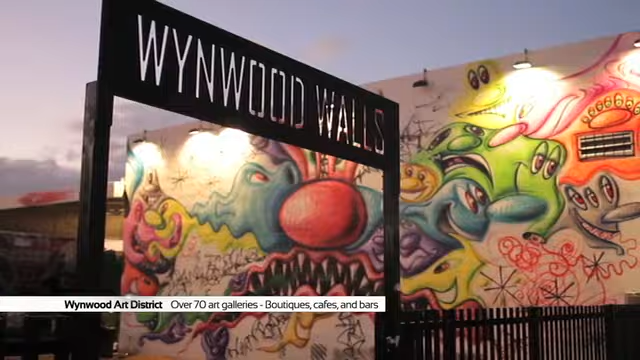 WYNWOOD WALLS
Wynwood Art District Over 70 art galleries - Boutiques, cafes, and bars